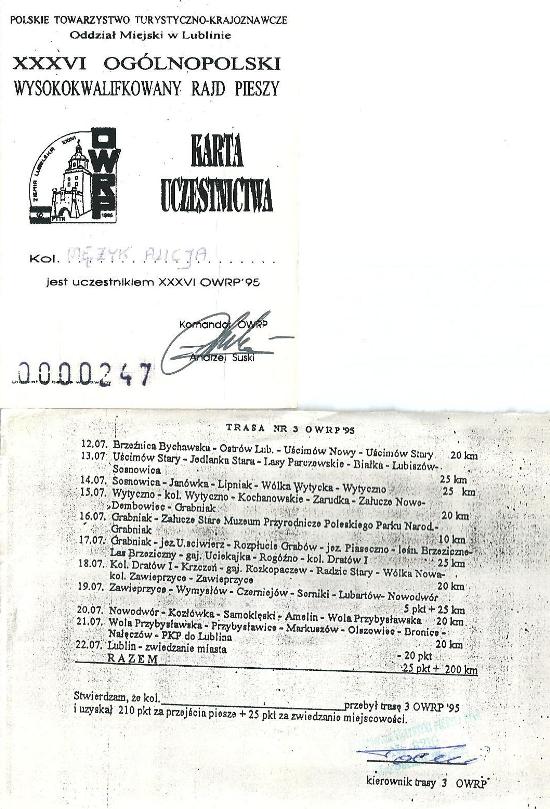 POLSKIE TOWARZYSTWO TURYSTYCZNO-KRAJOZNAWCZE
Oddział Miejski w Lublinie
XXXVI OGÓLNOPOLSKI
WYSOKOKWALIFKOWANY RAJD PIESZY
OWRP
ZIEMIA LUBELSKA XXXVI
PTTK
1995
KARTA
UCZESTNICTWA
Kol. MĘŻYK ALICJA
jest uczestnikiem XXXVI OWRP'95
Komandor OWRP
Andrzej Suski
0000247
TRASA NR 3 OWRP '95
12.07. Brzeźnica Bychawska - Ostrów Lub. - Uścimów Nowy - Uścimów Stary 20 km
13.07 Uścimów Stary - Jedlanka Stara - Lasy Parczewskie - Białka - Lubiszów-
Sosnowica 25 km
14.07. Sosnowica - Janówka - Lipniak - Wólka Wytycka - Wytyczno 25 km
15.07 Wytyczno - kol. Wytyczno - Kochanowskie - Zarudka - Załucze Nowe-
Dembowiec - Grabniak 20 km
16.07. Grabniak - Załucze Stare Muzeum Przyrodnicze Poleskiego Parku Narod.-
Grabniak 10 km
17.07. Grabniak - jez.Uściwierz - Rozpłucie Grabów - jez. Piaseczno - leśn. Brzeziczne-
Las Brzeziczny - gaj. Uciekajka - Rogóźno - kol. Dratów I 25 km
18.07. Kol. Dratów I - Krzczeń - gaj. Rozkopaczew - Radzic Stary - Wólka Nowa-
kol. Zawieprzyce - Zawieprzyce 20 km
19.07. Zawieprzyce - Wymysłów - Czerniejów - Serniki - Lubartów- Nowodwór
5 pkt + 25 km
20.07. Nowodwór - Kozłówka - Samoklęski - Amelin - Wola Przybysławska 20 km
21.07. Wola Przybysławska - Przybysławice - Markuszów - Olszowiec - Bronice -
Nałęczów - PKP do Lublina 20 km
22.07. Lublin - zwiedzanie miasta - 20 pkt
RAZEM 25 pkt + 200 km
Stwierdzam, że kol. przebył trasę 3 OWRP '95
i uzyskał 210 pkt za przejścia piesze + 25 pkt za zwiedzanie miejscowości.
kierownik trasy 3 OWRP